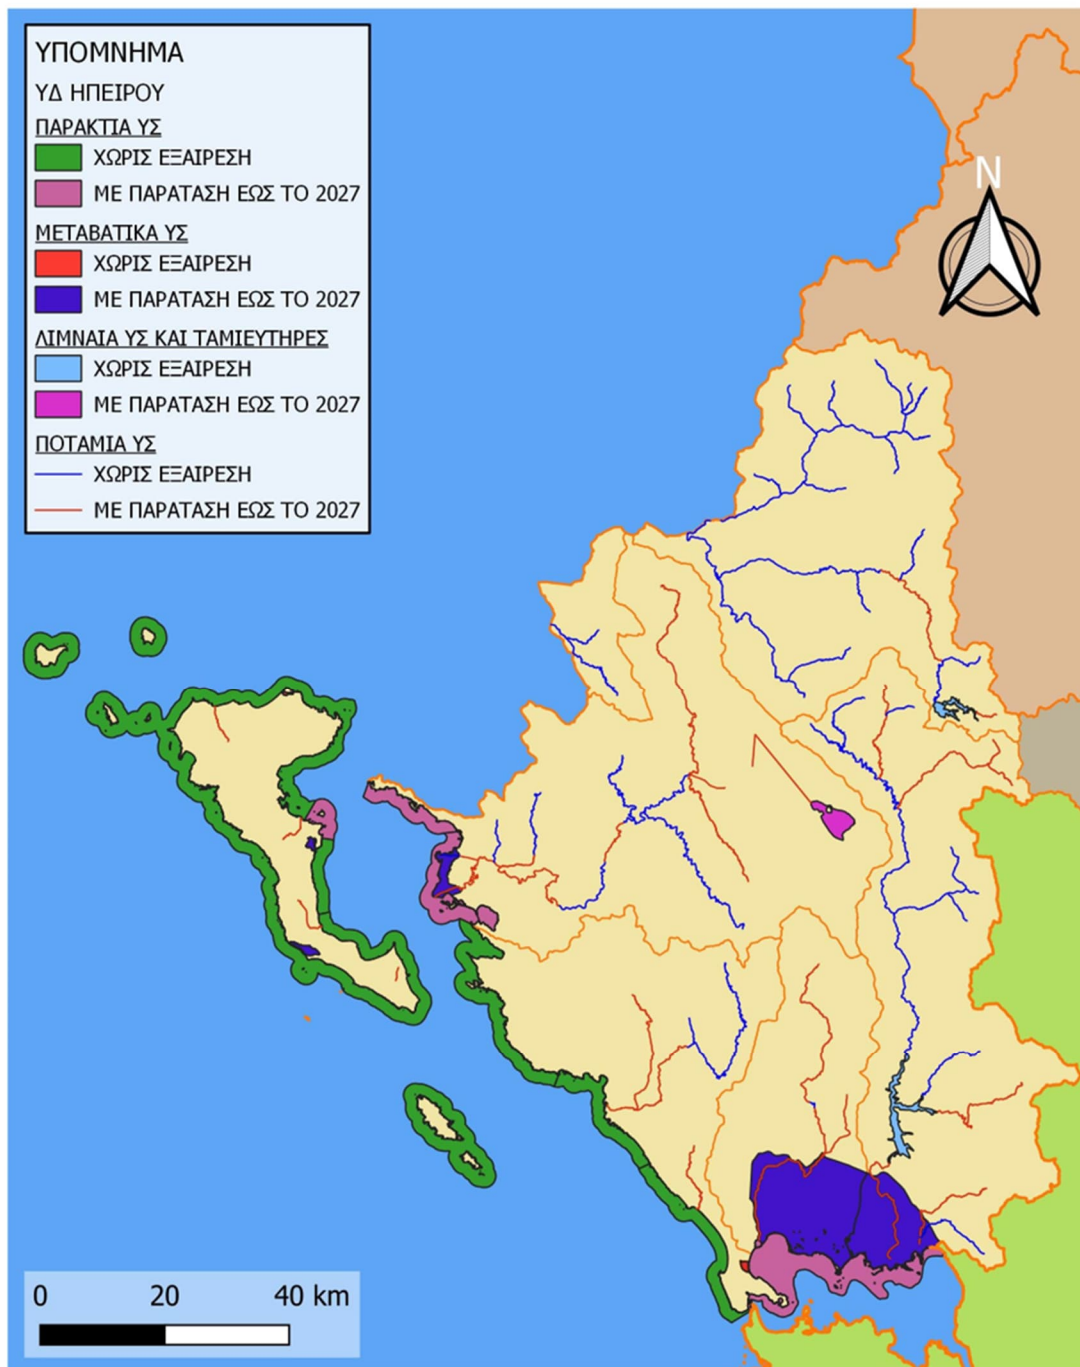 ΥΠΟΜΝΗΜΑ
ΥΔ ΗΠΕΙΡΟΥ
ΠΑΡΑΚΤΙΑ ΥΣ
ΧΩΡΙΣ ΕΞΑΙΡΕΣΗ
ΜΕ ΠΑΡΑΤΑΣΗ ΕΩΣ ΤΟ 2027
ΜΕΤΑΒΑΤΙΚΑ ΥΣ
ΧΩΡΙΣ ΕΞΑΙΡΕΣΗ
ΜΕ ΠΑΡΑΤΑΣΗ ΕΩΣ ΤΟ 2027
ΛΙΜΝΑΙΑ ΥΣ ΚΑΙ ΤΑΜΙΕΥΤΗΡΕΣ
ΧΩΡΙΣ ΕΞΑΙΡΕΣΗ
ΜΕ ΠΑΡΑΤΑΣΗ ΕΩΣ ΤΟ 2027
ΠΟΤΑΜΙΑ ΥΣ
ΧΩΡΙΣ ΕΞΑΙΡΕΣΗ
ΜΕ ΠΑΡΑΤΑΣΗ ΕΩΣ ΤΟ 2027
N
0 20 40 km